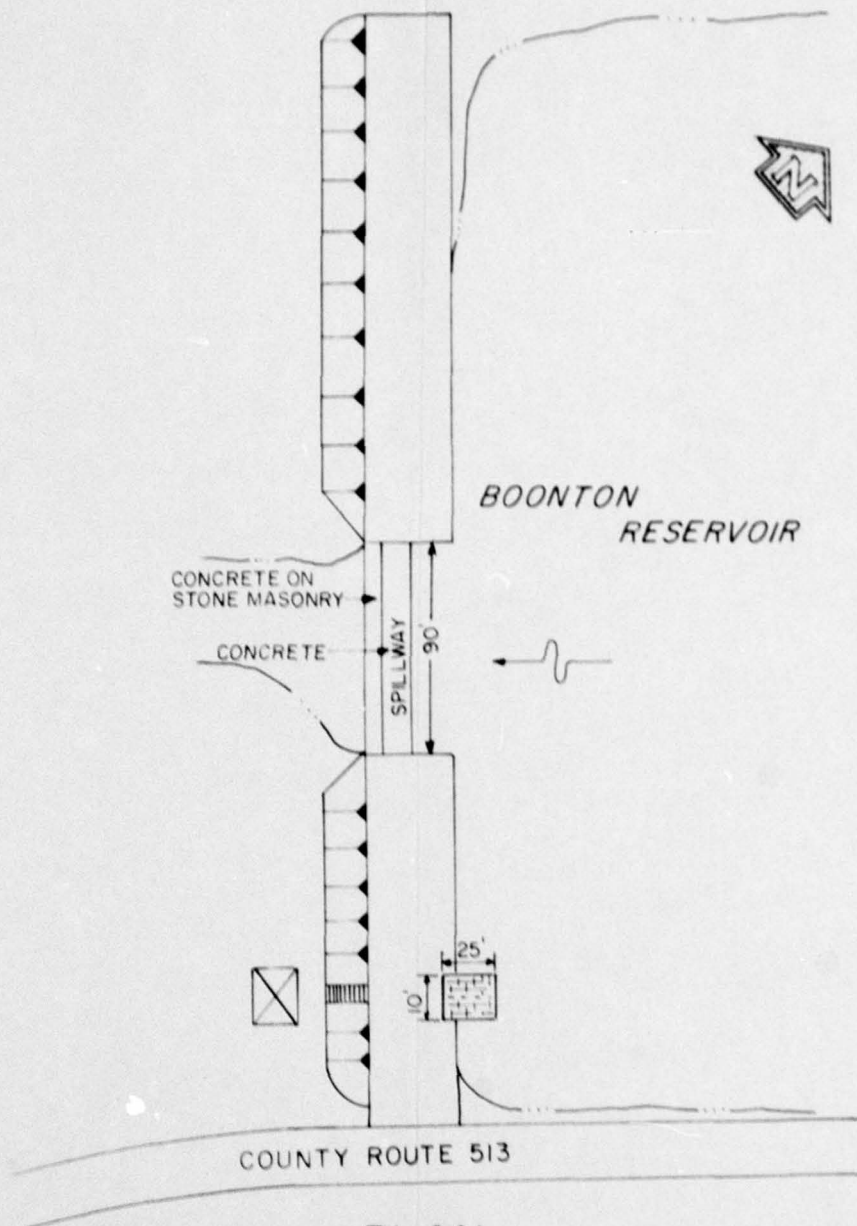 N
BOONTON
RESERVOIR
CONCRETE ON
STONE MASONRY
CONCRETE
SPILLWAY
90'
25'
10'
COUNTY ROUTE 513